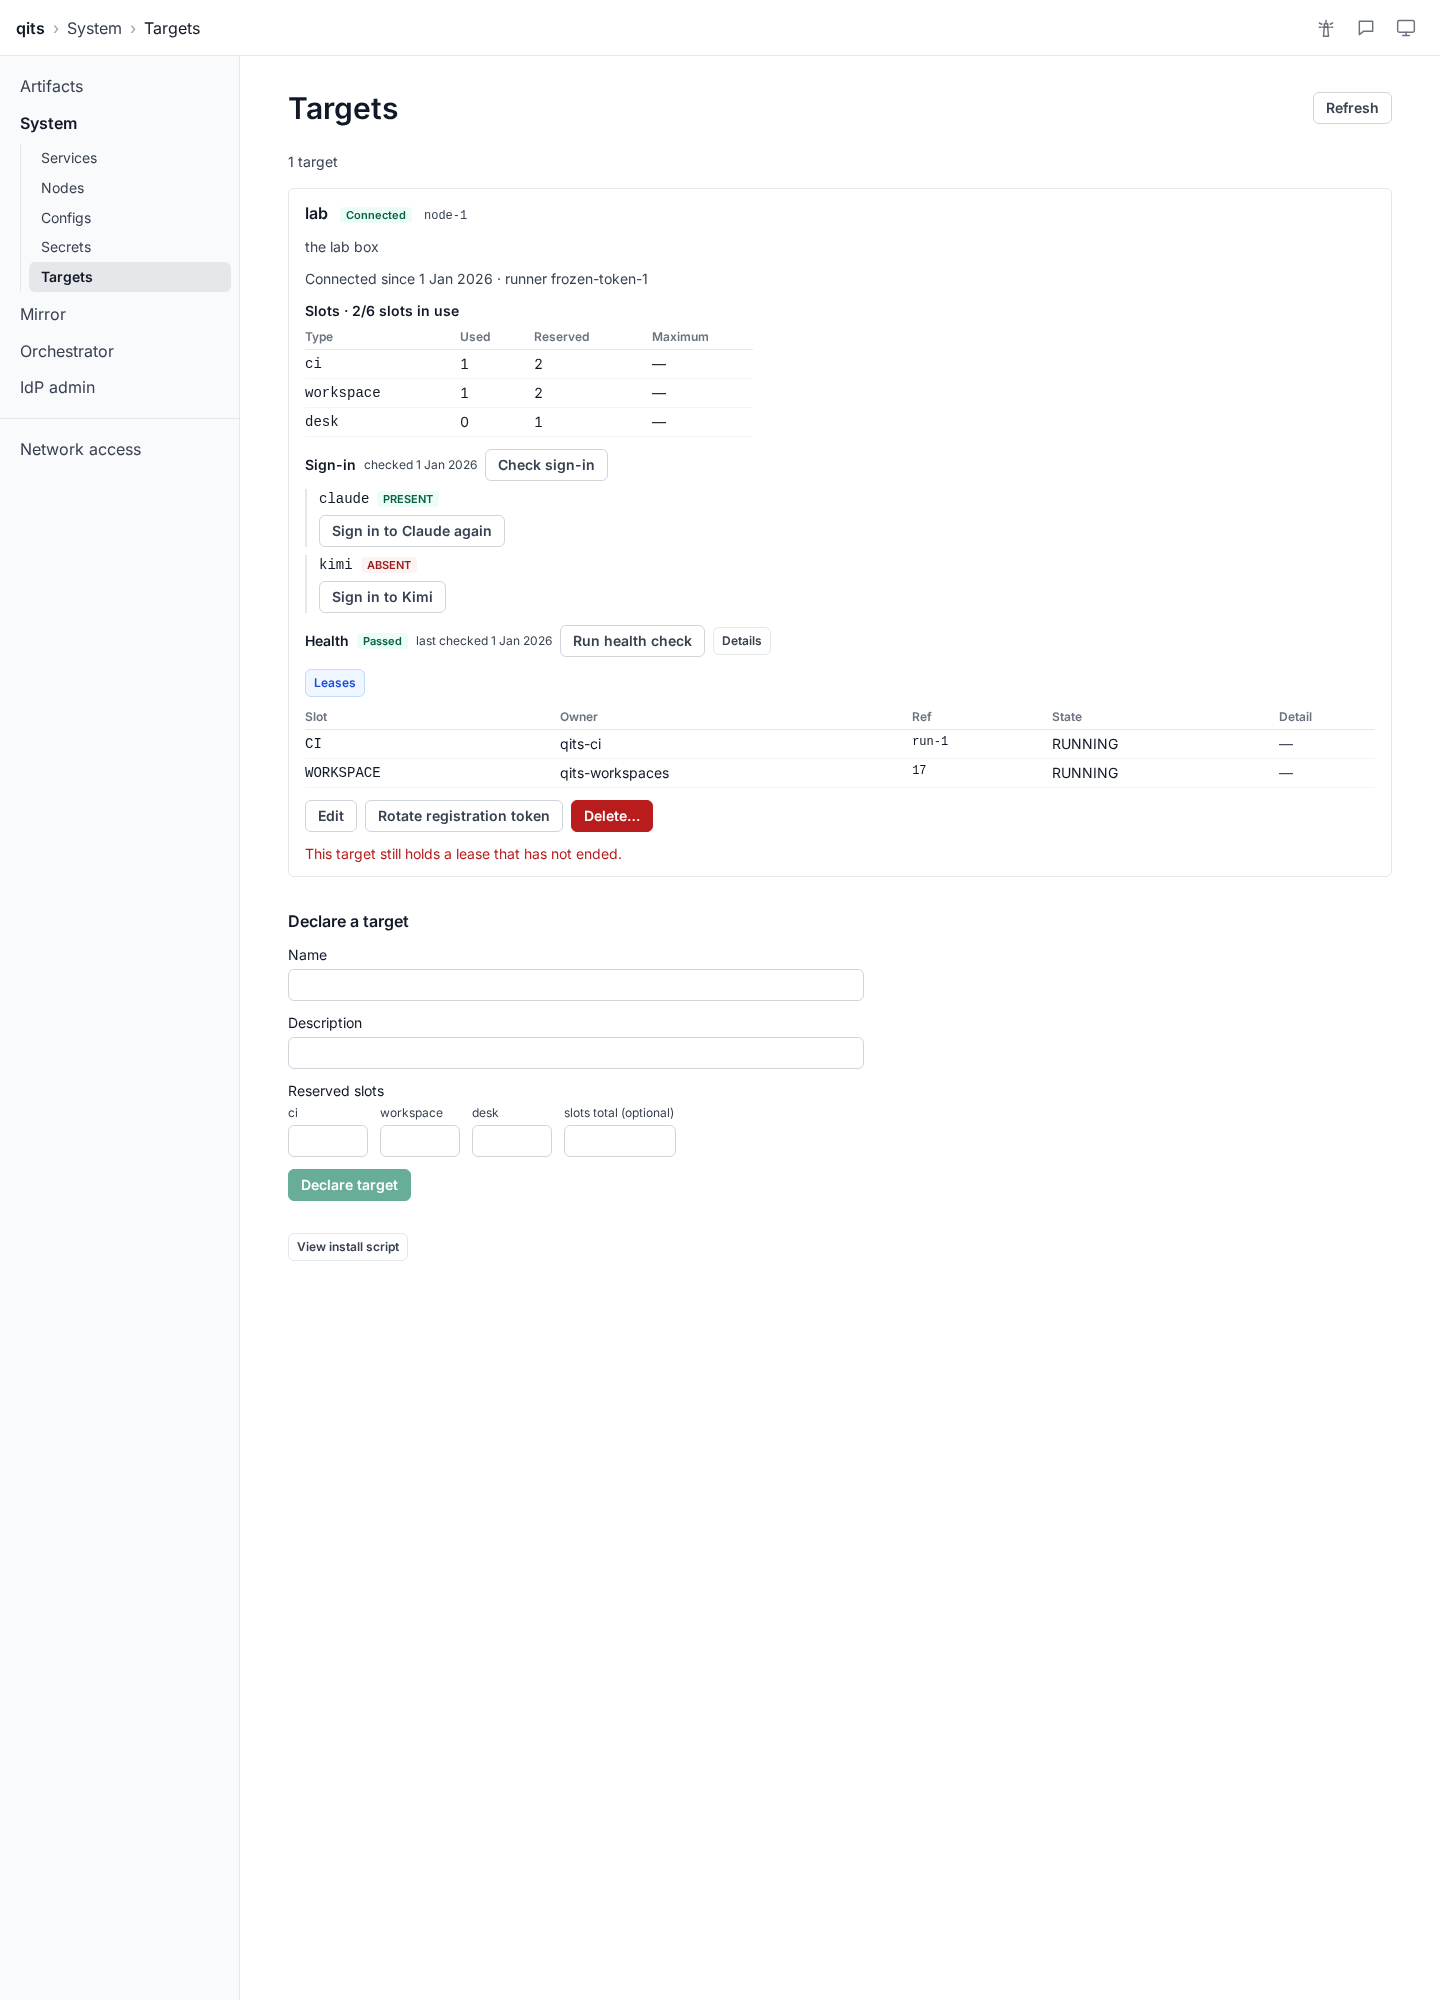 qits › System › Targets
Artifacts
System
Services
Nodes
Configs
Secrets
Targets
Mirror
Orchestrator
IdP admin
Network access
Targets
Refresh
1 target
lab Connected node-1
the lab box
Connected since 1 Jan 2026 · runner frozen-token-1
Slots · 2/6 slots in use
Type Used Reserved Maximum
ci 1 2 —
workspace 1 2 —
desk 0 1 —
Sign-in checked 1 Jan 2026 Check sign-in
claude PRESENT
Sign in to Claude again
kimi ABSENT
Sign in to Kimi
Health Passed last checked 1 Jan 2026 Run health check Details
Leases
Slot Owner Ref State Detail
CI qits-ci run-1 RUNNING —
WORKSPACE qits-workspaces 17 RUNNING —
Edit Rotate registration token Delete...
This target still holds a lease that has not ended.
Declare a target
Name
Description
Reserved slots
ci workspace desk slots total (optional)
Declare target
View install script